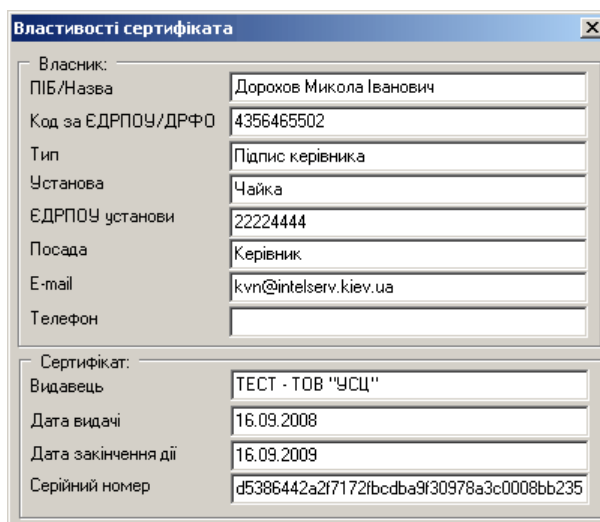 Властивості сертифіката
Власник:
ПІБ/Назва Дорохов Микола Іванович
Код за ЄДРПОУ/ДРФО 4356465502
Тип Підпис керівника
Установа Чайка
ЄДРПОУ установи 22224444
Посада Керівник
E-mail kvn@intelserv.kiev.ua
Телефон
Сертифікат:
Видавець ТЕСТ - ТОВ "УСЦ"
Дата видачі 16.09.2008
Дата закінчення дії 16.09.2009
Серійний номер d5386442a2f7172fbcdba9f30978a3c0008bb235